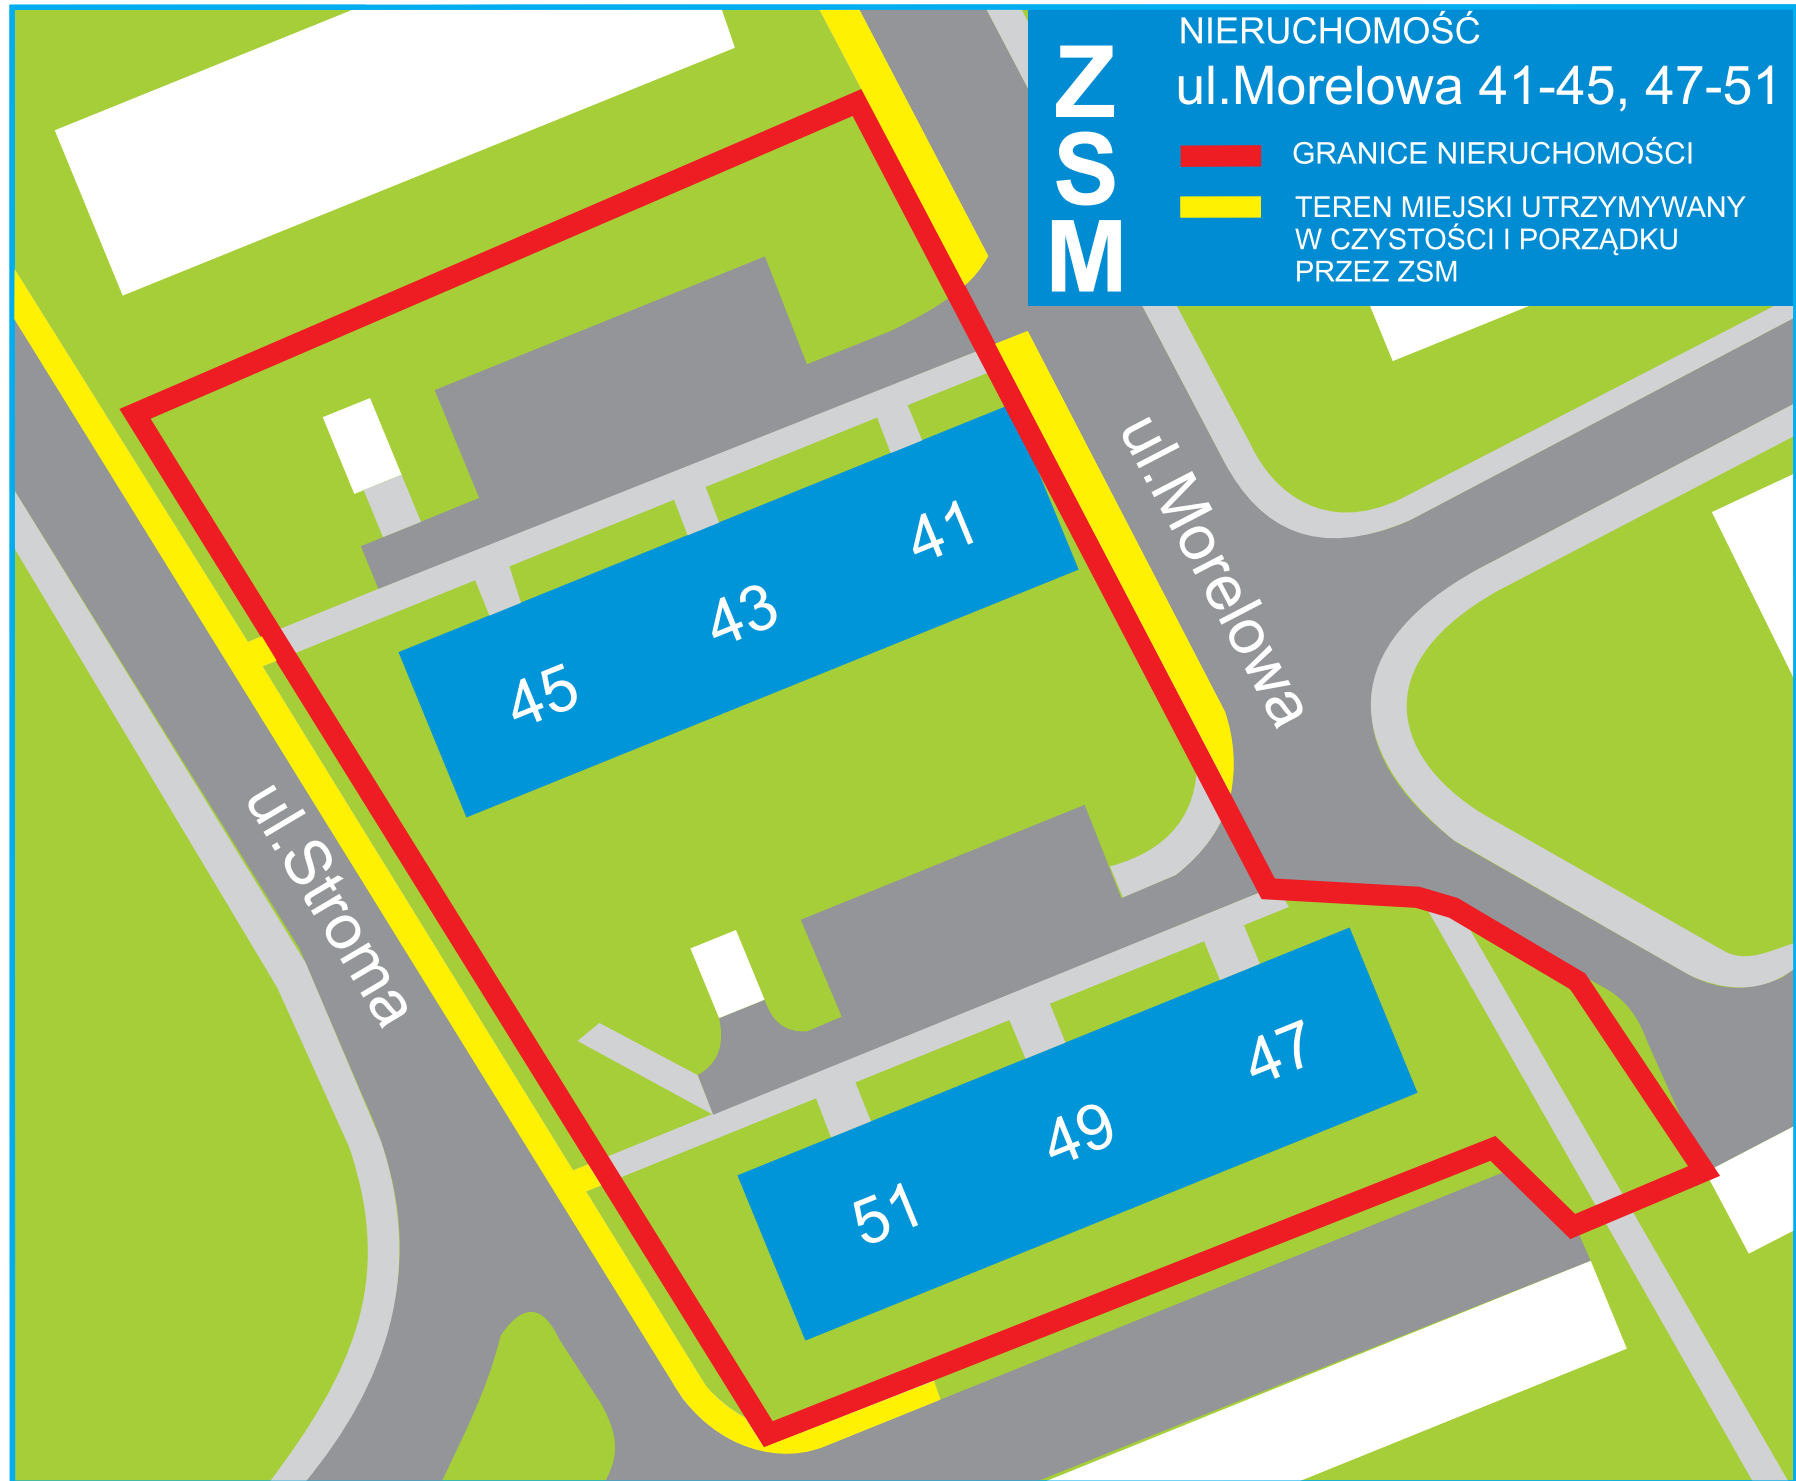 Z
S
M
NIERUCHOMOŚĆ
ul.Morelowa 41-45, 47-51
GRANICE NIERUCHOMOŚCI
TEREN MIEJSKI UTRZYMYWANY
W CZYSTOŚCI I PORZĄDKU
PRZEZ ZSM
ul.Morelowa
41
43
45
ul.Stroma
47
49
51